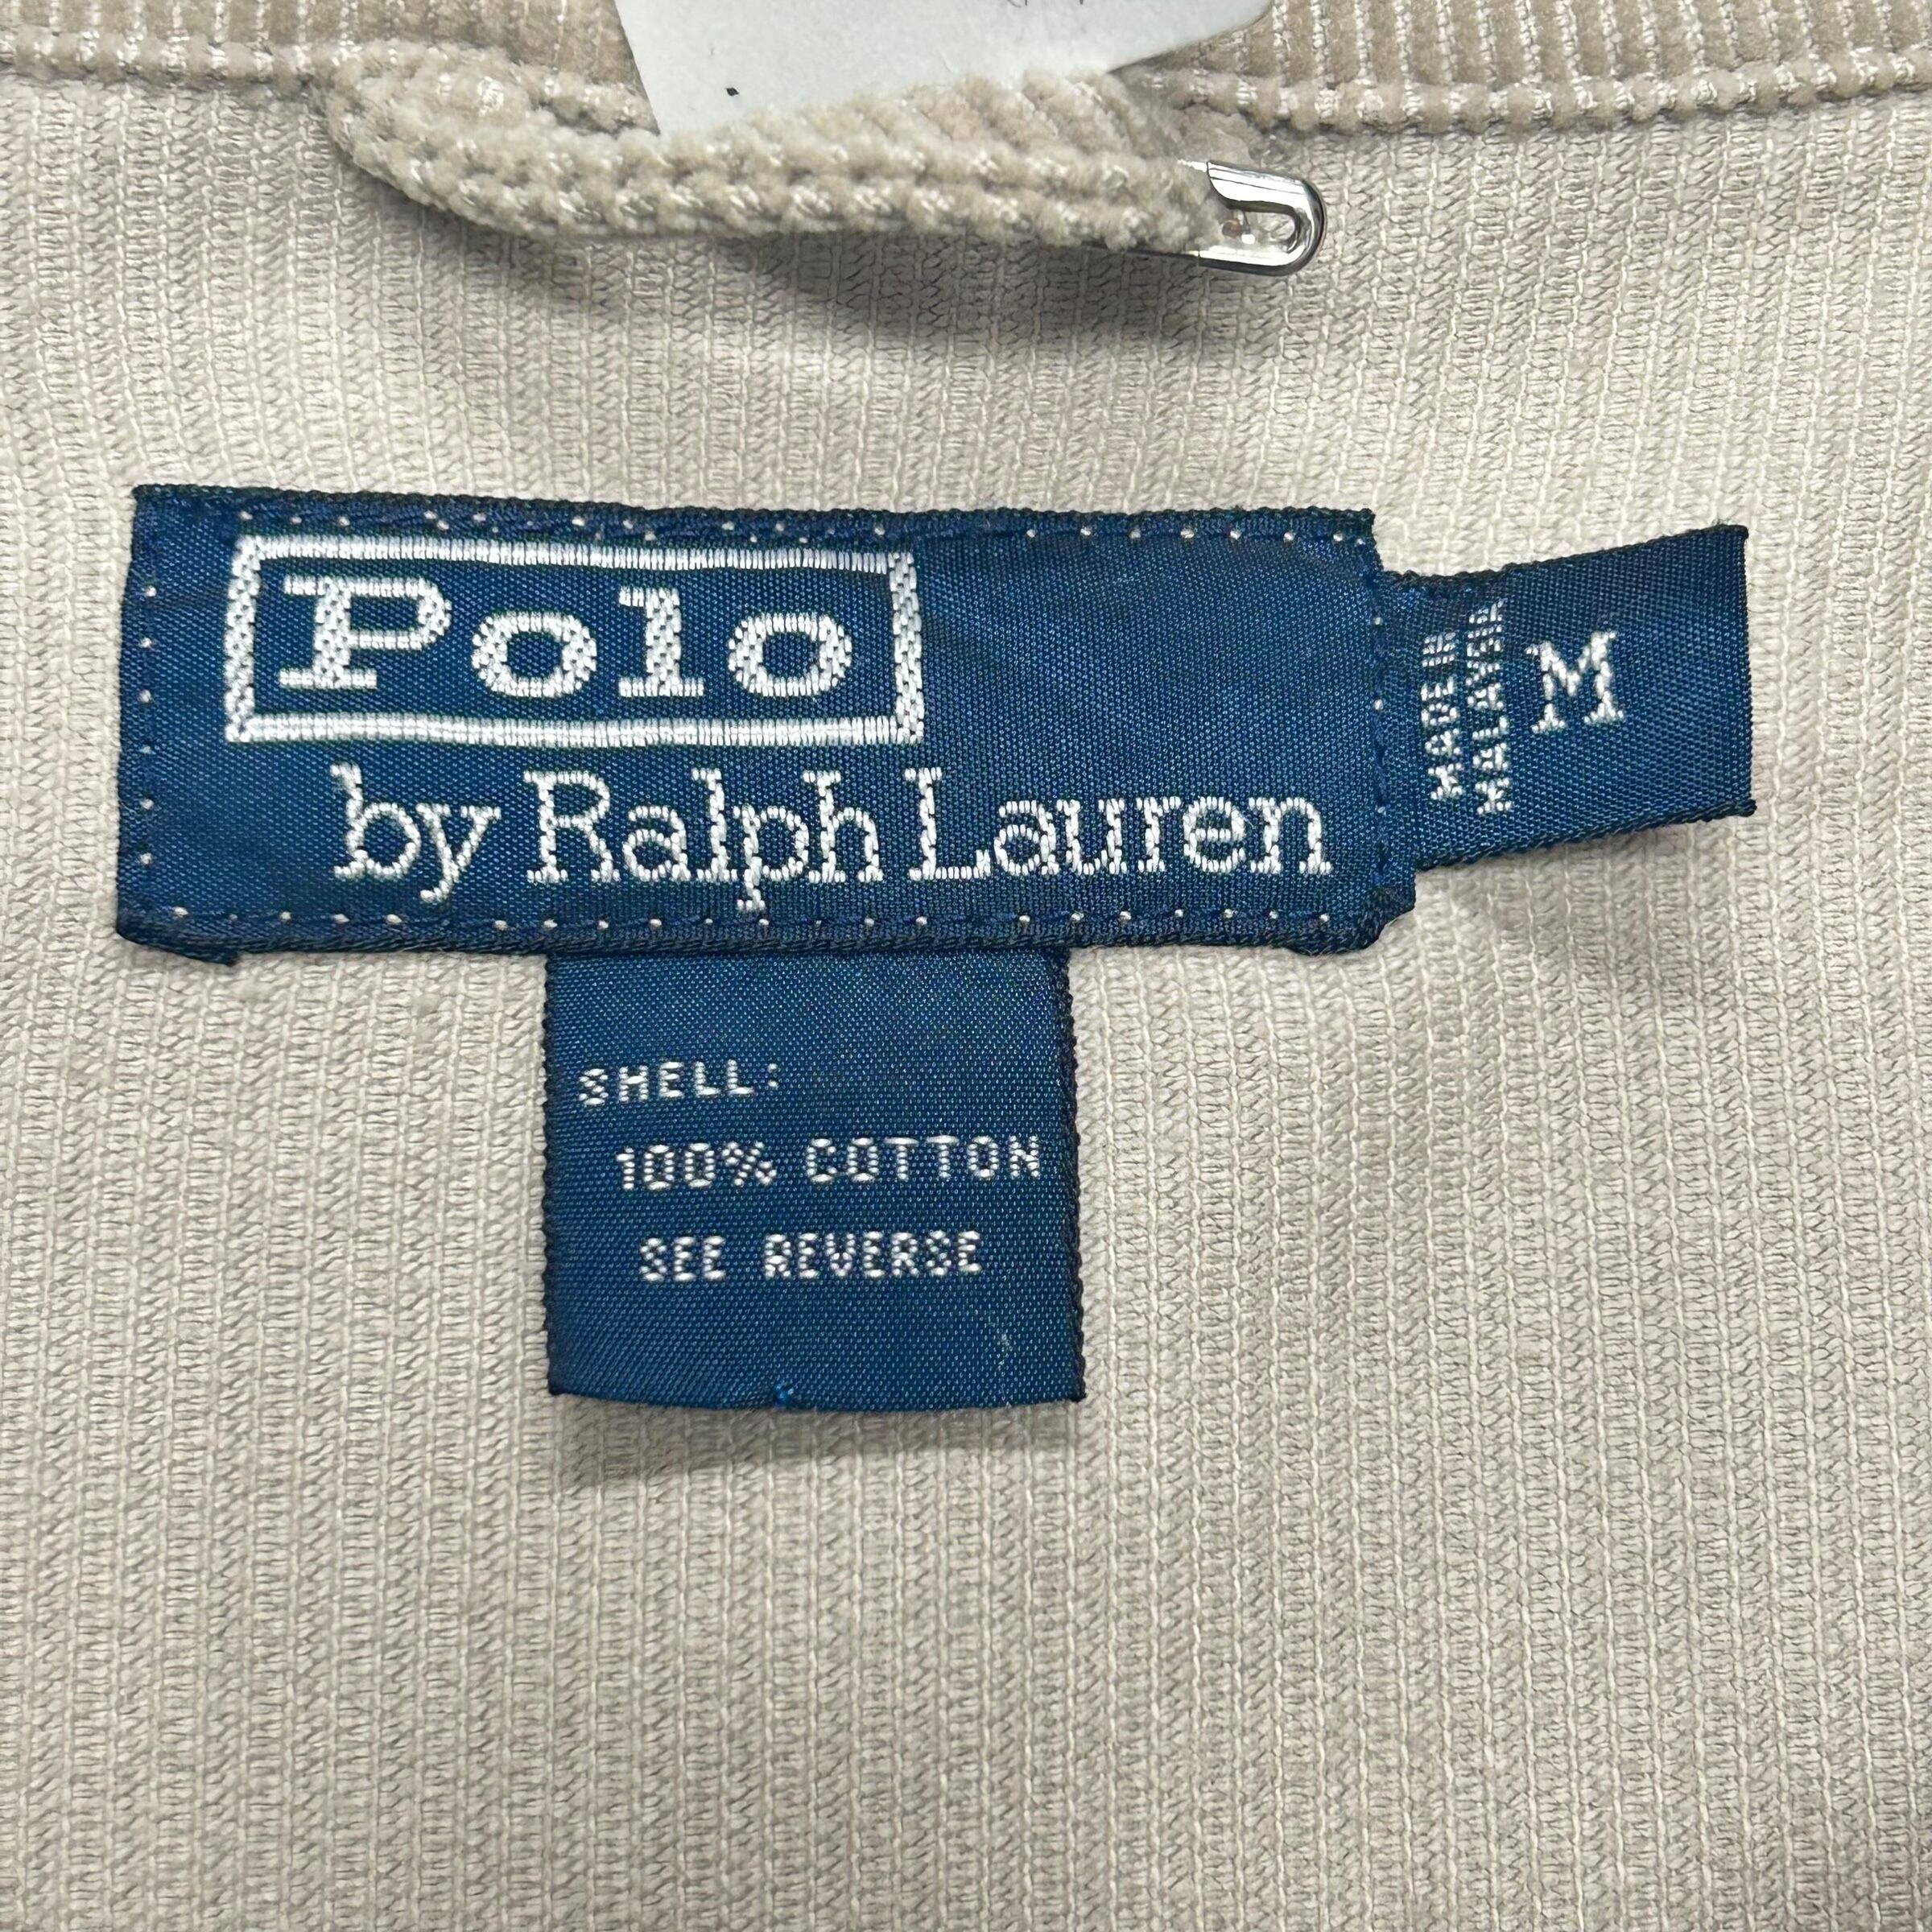 Polo
by Ralph Lauren
MADE IN
MALAYSIA
M
SHELL:
100% COTTON
SEE REVERSE